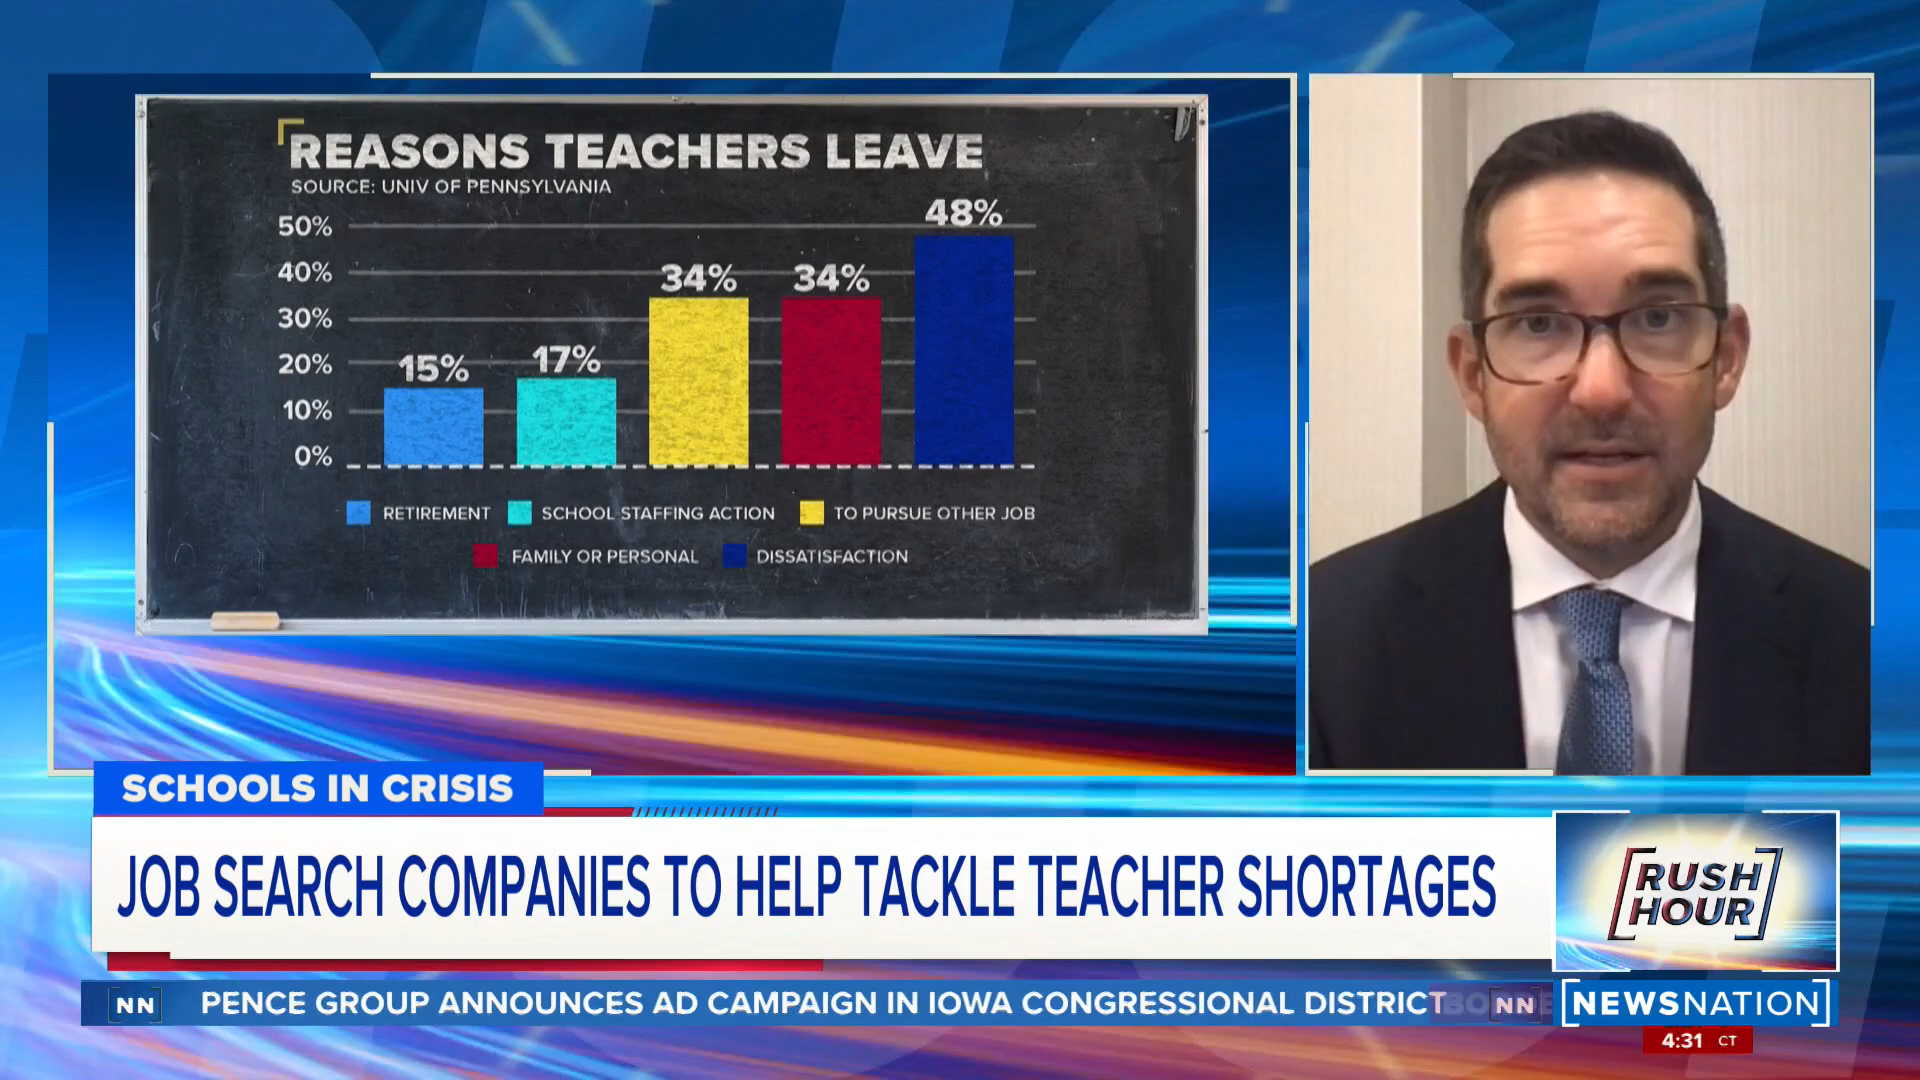 REASONS TEACHERS LEAVE
SOURCE: UNIV OF PENNSYLVANIA
50%
40%
30%
20%
10%
0%
15%
17%
34%
34%
48%
RETIREMENT
SCHOOL STAFFING ACTION
TO PURSUE OTHER JOB
FAMILY OR PERSONAL
DISSATISFACTION
SCHOOLS IN CRISIS
JOB SEARCH COMPANIES TO HELP TACKLE TEACHER SHORTAGES
RUSH
HOUR
NN
PENCE GROUP ANNOUNCES AD CAMPAIGN IN IOWA CONGRESSIONAL DISTRICT
NN
NEWSNATION
4:31 CT